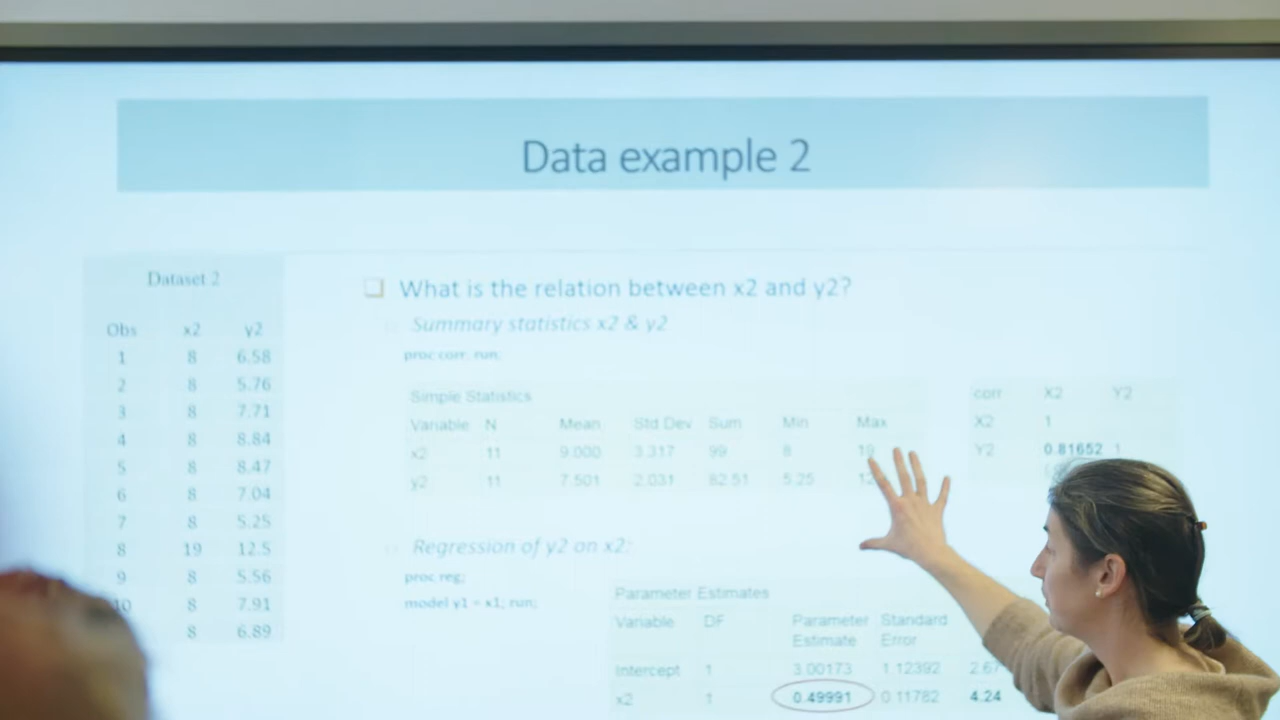 Data example 2
Dataset 2
Obs x2 y2
1 8 6.58
2 8 5.76
3 8 7.71
4 8 8.84
5 8 8.47
6 8 7.04
7 8 5.25
8 19 12.5
9 8 5.56
10 8 7.91
8 6.89
What is the relation between x2 and y2?
Summary statistics x2 & y2
proc corr; run;
Simple Statistics
Variable N Mean Std Dev Sum Min Max
x2 11 9.000 3.317 99 8 19
y2 11 7.501 2.031 82.51 5.25
corr X2 Y2
X2 1
Y2 0.81652 1
Regression of y2 on x2:
proc reg;
model y1 = x1; run;
Parameter Estimates
Variable DF Parameter Estimate Standard Error
Intercept 1 3.00173 1.12392 2.67
x2 1 0.49991 0.11782 4.24